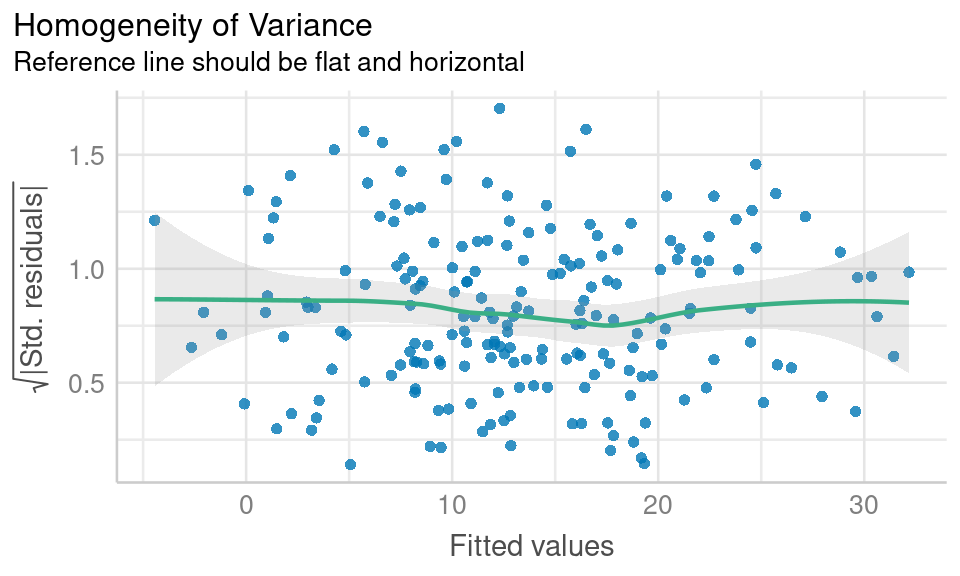 Homogeneity of Variance
Reference line should be flat and horizontal
√|Std. residuals|
1.5
1.0
0.5
0 10 20 30
Fitted values